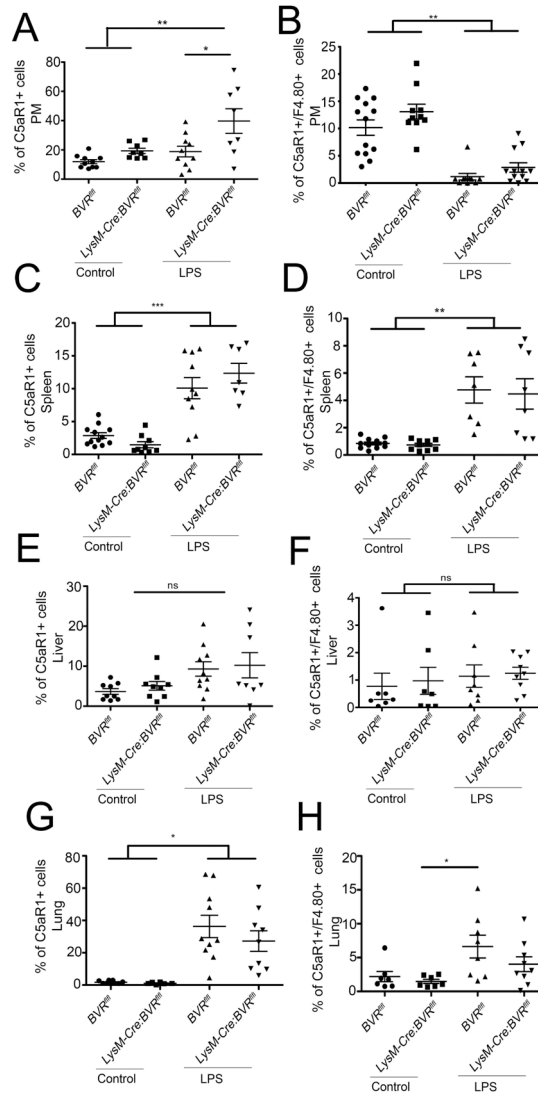 A
% of C5aR1+ cells
PM
80
60
40
20
0
**
*
BVRfl/fl
LysM-Cre:BVRfl/fl
BVRfl/fl
LysM-Cre:BVRfl/fl
Control
LPS
B
% of C5aR1+/F4.80+ cells
PM
30
20
10
0
**
BVRfl/fl
LysM-Cre:BVRfl/fl
BVRfl/fl
LysM-Cre:BVRfl/fl
Control
LPS
C
% of C5aR1+ cells
Spleen
20
15
10
5
0
***
BVRfl/fl
LysM-Cre:BVRfl/fl
BVRfl/fl
LysM-Cre:BVRfl/fl
Control
LPS
D
% of C5aR1+/F4.80+ cells
Spleen
10
8
6
4
2
0
**
BVRfl/fl
LysM-Cre:BVRfl/fl
BVRfl/fl
LysM-Cre:BVRfl/fl
Control
LPS
E
% of C5aR1+ cells
Liver
30
20
10
0
ns
BVRfl/fl
LysM-Cre:BVRfl/fl
BVRfl/fl
LysM-Cre:BVRfl/fl
Control
LPS
F
% of C5aR1+/F4.80+ cells
Liver
4
3
2
1
0
ns
BVRfl/fl
LysM-Cre:BVRfl/fl
BVRfl/fl
LysM-Cre:BVRfl/fl
Control
LPS
G
% of C5aR1+ cells
Lung
80
60
40
20
0
*
BVRfl/fl
LysM-Cre:BVRfl/fl
BVRfl/fl
LysM-Cre:BVRfl/fl
Control
LPS
H
% of C5aR1+/F4.80+ cells
Lung
20
15
10
5
0
*
BVRfl/fl
LysM-Cre:BVRfl/fl
BVRfl/fl
LysM-Cre:BVRfl/fl
Control
LPS